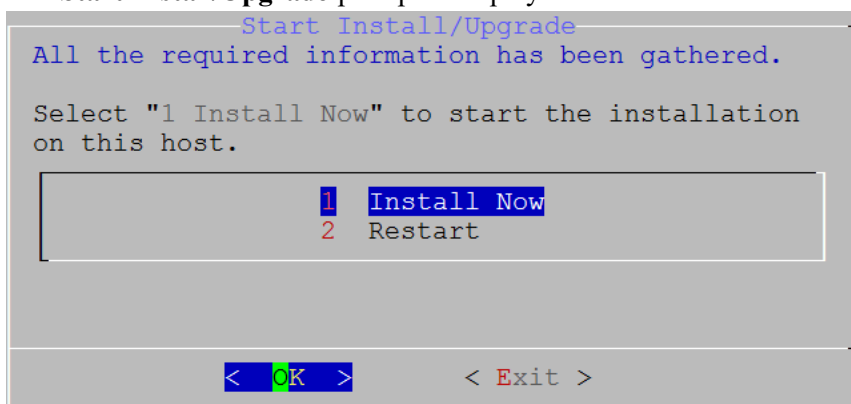 Start Install/Upgrade
All the required information has been gathered.
Select "1 Install Now" to start the installation
on this host.
1 Install Now
2 Restart
< OK > < Exit >